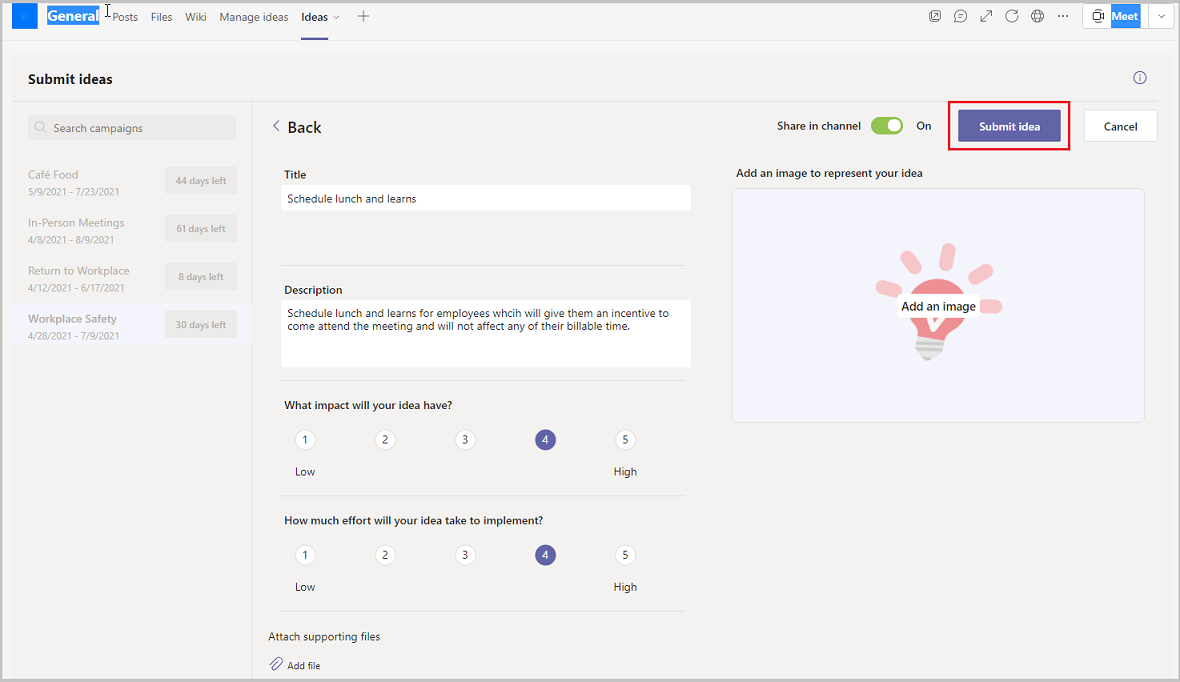 General Posts Files Wiki Manage ideas Ideas Meet
Submit ideas
Search campaigns
Café Food
5/9/2021 - 7/23/2021
44 days left
In-Person Meetings
4/8/2021 - 8/9/2021
61 days left
Return to Workplace
4/12/2021 - 6/17/2021
8 days left
Workplace Safety
4/28/2021 - 7/9/2021
30 days left
Back
Share in channel On Submit idea Cancel
Title
Schedule lunch and learns
Description
Schedule lunch and learns for employees whcih will give them an incentive to
come attend the meeting and will not affect any of their billable time.
What impact will your idea have?
1 2 3 4 5
Low High
How much effort will your idea take to implement?
1 2 3 4 5
Low High
Attach supporting files
Add file
Add an image to represent your idea
Add an image